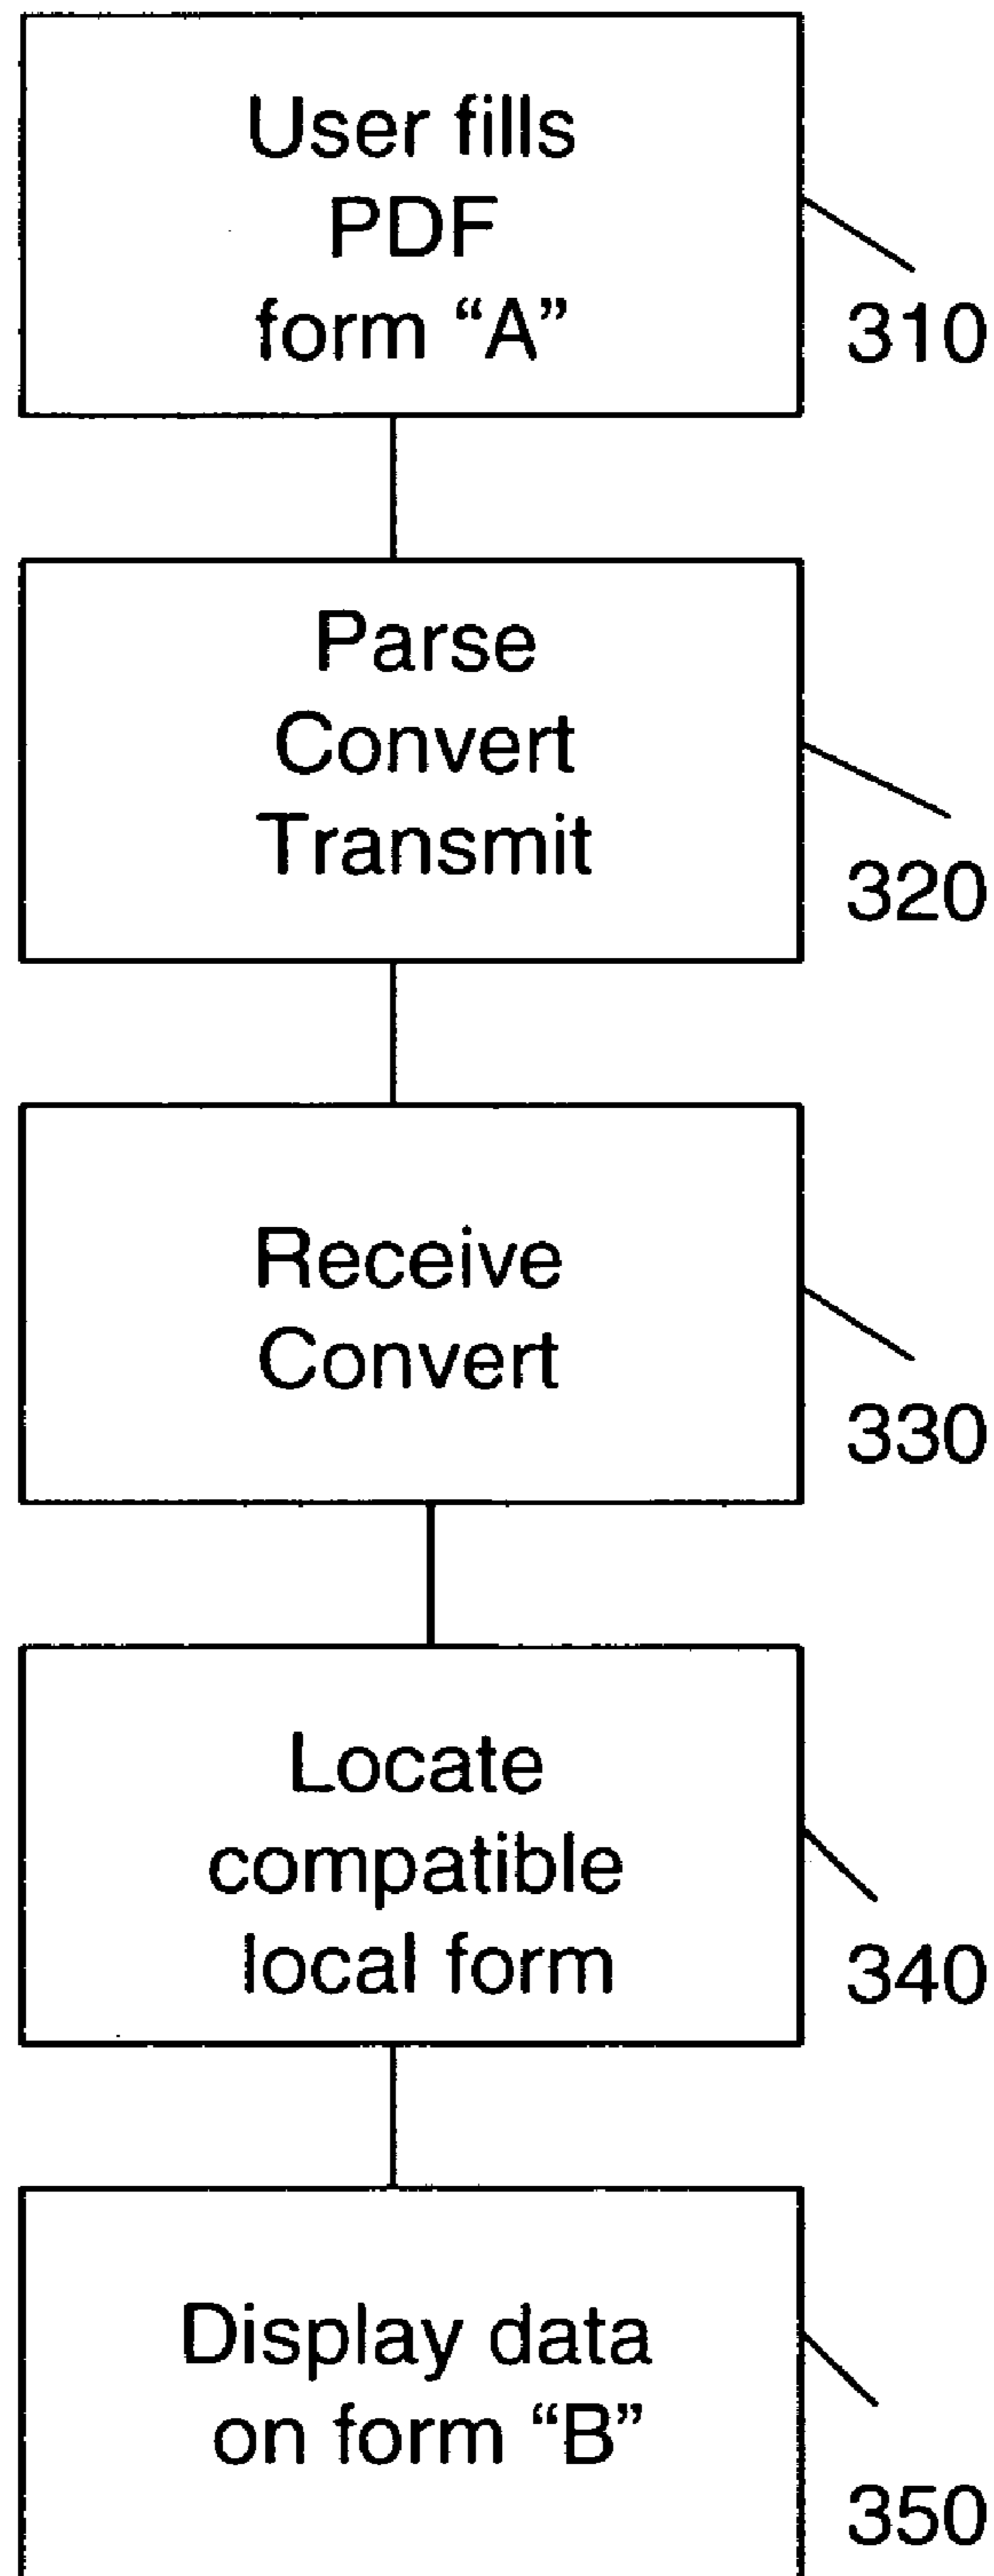 User fills
PDF
form “A”
310
Parse
Convert
Transmit
320
Receive
Convert
330
Locate
compatible
local form
340
Display data
on form “B”
350